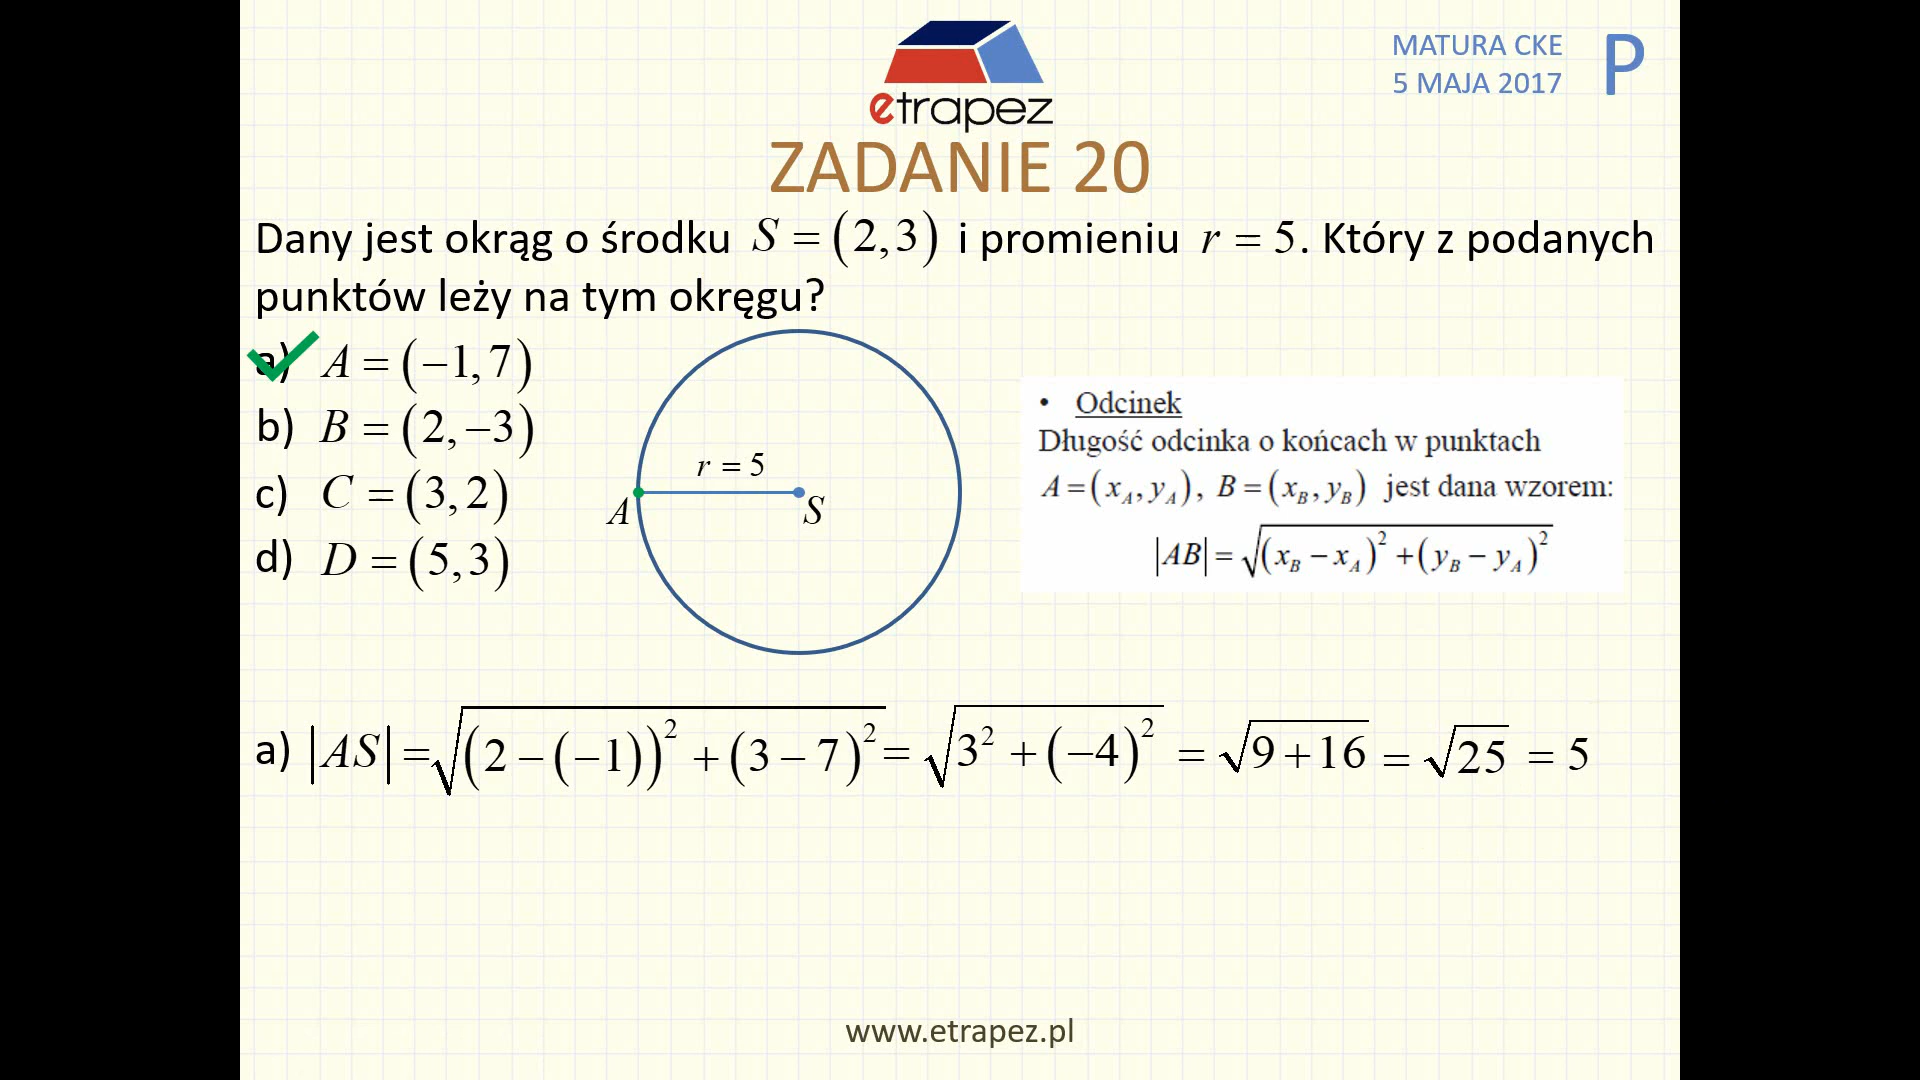 etrapez
MATURA CKE
5 MAJA 2017
P
ZADANIE 20
Dany jest okrąg o środku S = (2,3) i promieniu r = 5. Który z podanych
punktów leży na tym okręgu?
a) A = (−1,7)
b) B = (2,−3)
c) C = (3,2)
d) D = (5,3)
r = 5
A
S
• Odcinek
Długość odcinka o końcach w punktach
A = (x_A, y_A), B = (x_B, y_B) jest dana wzorem:
|AB| = √((x_B − x_A)² + (y_B − y_A)²)
a) |AS| = √((2 − (−1))² + (3 − 7)²) = √(3² + (−4)²) = √(9+16) = √25 = 5
www.etrapez.pl